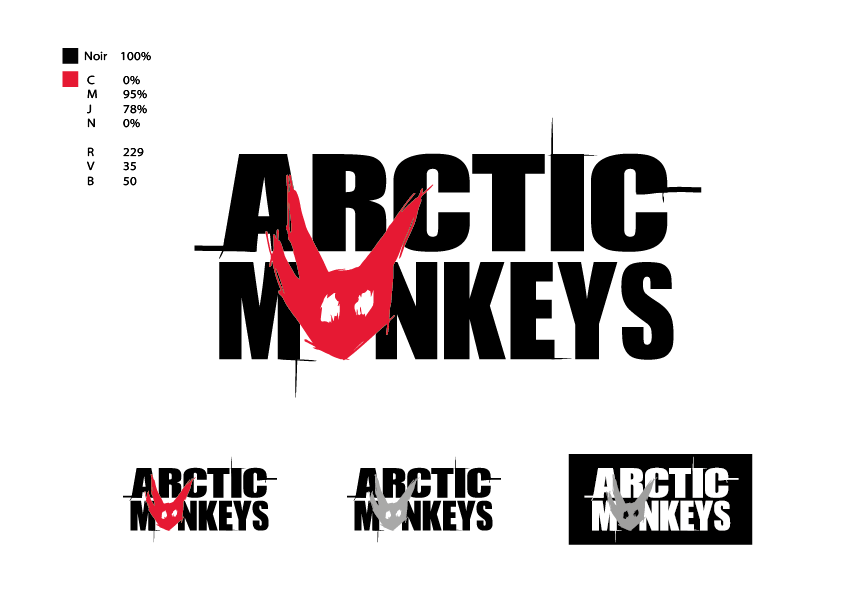 Noir 100%
C 0%
M 95%
J 78%
N 0%
R 229
V 35
B 50
ARCTIC
MONKEYS
ARCTIC
MONKEYS
ARCTIC
MONKEYS
ARCTIC
MONKEYS